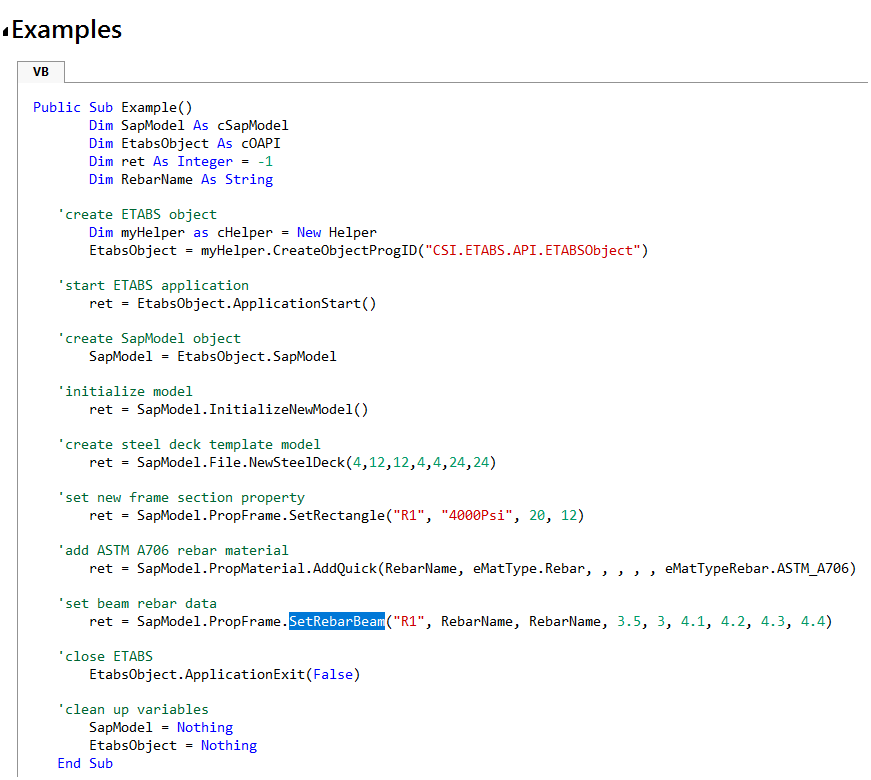 Examples
VB
Public Sub Example()
Dim SapModel As cSapModel
Dim EtabsObject As cOAPI
Dim ret As Integer = -1
Dim RebarName As String
'create ETABS object
Dim myHelper as cHelper = New Helper
EtabsObject = myHelper.CreateObjectProgID("CSI.ETABS.API.ETABSObject")
'start ETABS application
ret = EtabsObject.ApplicationStart()
'create SapModel object
SapModel = EtabsObject.SapModel
'initialize model
ret = SapModel.InitializeNewModel()
'create steel deck template model
ret = SapModel.File.NewSteelDeck(4,12,12,4,4,24,24)
'set new frame section property
ret = SapModel.PropFrame.SetRectangle("R1", "4000Psi", 20, 12)
'add ASTM A706 rebar material
ret = SapModel.PropMaterial.AddQuick(RebarName, eMatType.Rebar, , , , , eMatTypeRebar.ASTM_A706)
'set beam rebar data
ret = SapModel.PropFrame.SetRebarBeam("R1", RebarName, RebarName, 3.5, 3, 4.1, 4.2, 4.3, 4.4)
'close ETABS
EtabsObject.ApplicationExit(False)
'clean up variables
SapModel = Nothing
EtabsObject = Nothing
End Sub